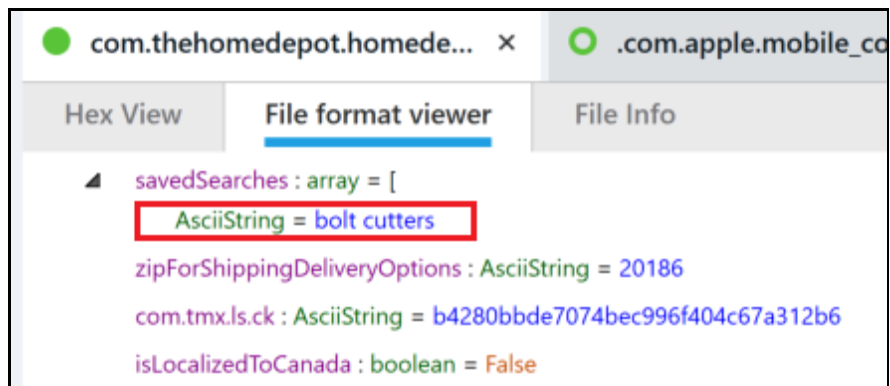 com.thehomedepot.homede... × .com.apple.mobile_co
Hex View File format viewer File Info
savedSearches : array = [
AsciiString = bolt cutters
zipForShippingDeliveryOptions : AsciiString = 20186
com.tmx.ls.ck : AsciiString = b4280bbde7074bec996f404c67a312b6
isLocalizedToCanada : boolean = False